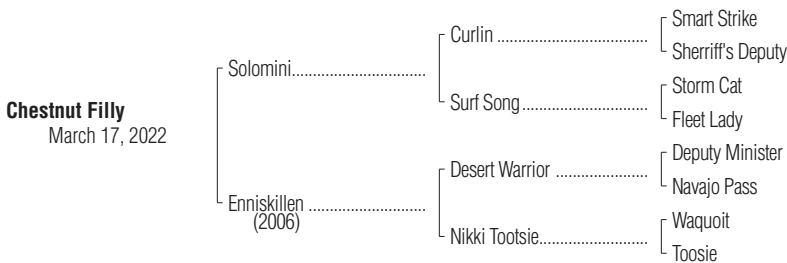 Smart Strike
Curlin ........................................
Sherriff's Deputy
Solomini....................................
Storm Cat
Surf Song..................................
Fleet Lady
Chestnut Filly
March 17, 2022
Deputy Minister
Desert Warrior ........................
Navajo Pass
Enniskillen ...............................
(2006)
Waquoit
Nikki Tootsie.............................
Toosie